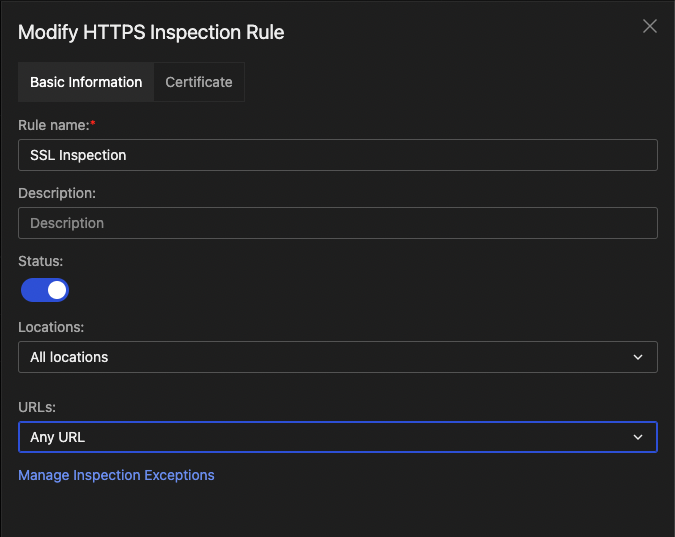 Modify HTTPS Inspection Rule
Basic Information Certificate
Rule name:*
SSL Inspection
Description:
Description
Status:
Locations:
All locations
URLs:
Any URL
Manage Inspection Exceptions